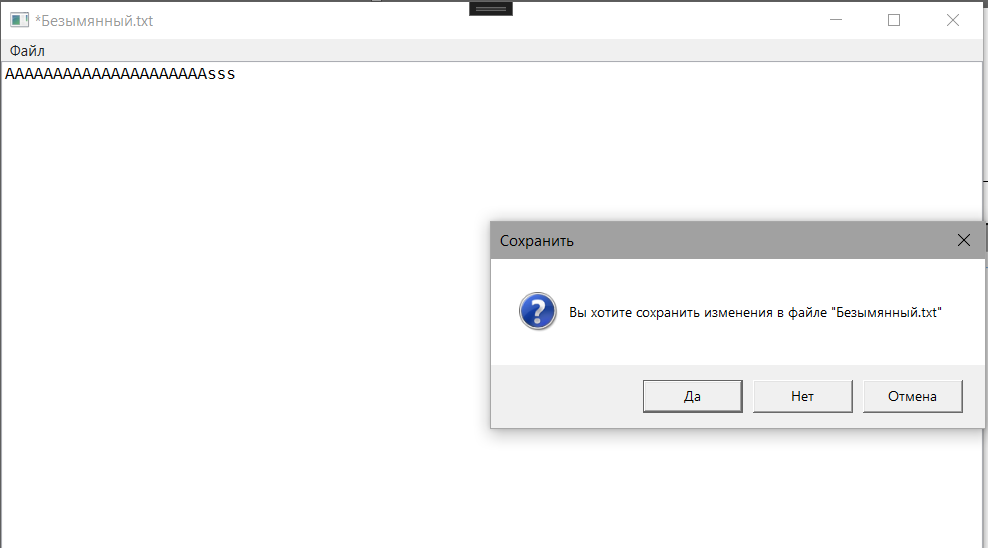 *Безымянный.txt
Файл
AAAAAAAAAAAAAAAAAAAAAsss
Сохранить
Вы хотите сохранить изменения в файле "Безымянный.txt"
Да
Нет
Отмена